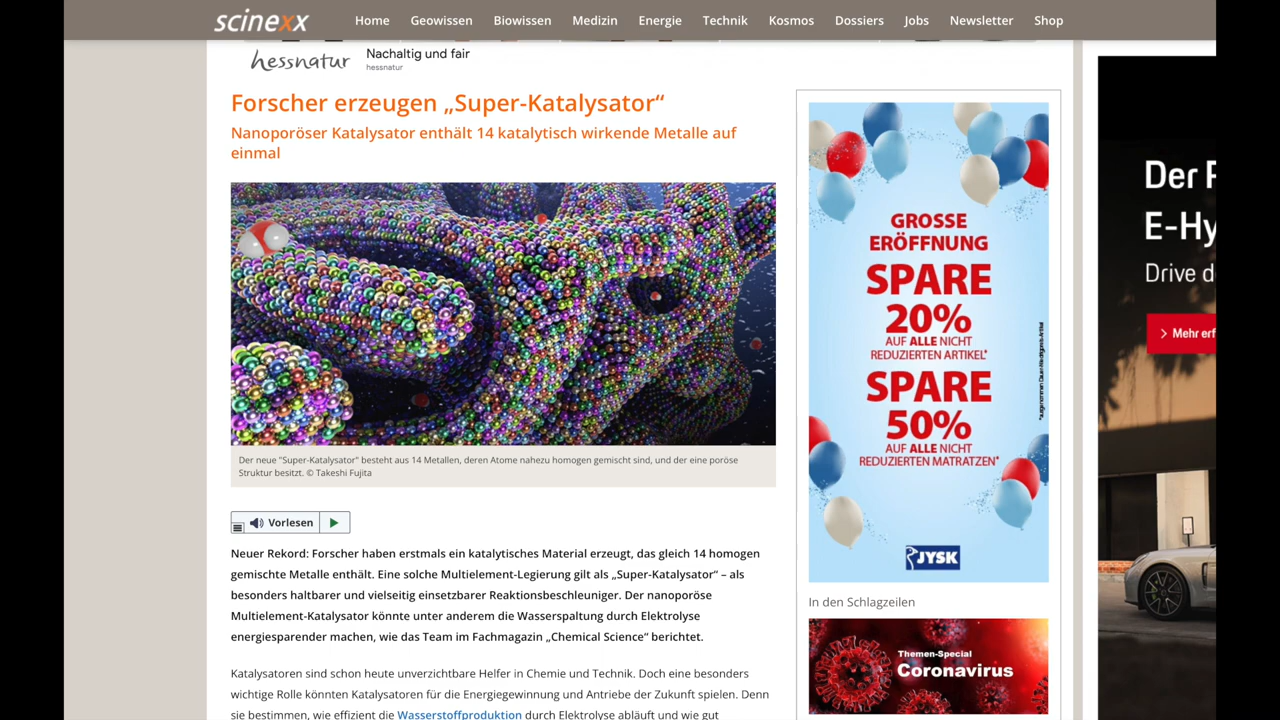 scinexx
Home Geowissen Biowissen Medizin Energie Technik Kosmos Dossiers Jobs Newsletter Shop
hessnatur
Nachaltig und fair
hessnatur
Forscher erzeugen „Super-Katalysator“
Nanoporöser Katalysator enthält 14 katalytisch wirkende Metalle auf
einmal
Der neue "Super-Katalysator" besteht aus 14 Metallen, deren Atome nahezu homogen gemischt sind, und der eine poröse
Struktur besitzt. © Takeshi Fujita
Vorlesen
Neuer Rekord: Forscher haben erstmals ein katalytisches Material erzeugt, das gleich 14 homogen
gemischte Metalle enthält. Eine solche Multielement-Legierung gilt als „Super-Katalysator“ – als
besonders haltbarer und vielseitig einsetzbarer Reaktionsbeschleuniger. Der nanoporöse
Multielement-Katalysator könnte unter anderem die Wasserspaltung durch Elektrolyse
energiesparender machen, wie das Team im Fachmagazin „Chemical Science“ berichtet.
Katalysatoren sind schon heute unverzichtbare Helfer in Chemie und Technik. Doch eine besonders
wichtige Rolle könnten Katalysatoren für die Energiegewinnung und Antriebe der Zukunft spielen. Denn
sie bestimmen, wie effizient die Wasserstoffproduktion durch Elektrolyse abläuft und wie gut
GROSSE
ERÖFFNUNG
SPARE
20%
AUF ALLE NICHT
REDUZIERTEN ARTIKEL*
SPARE
50%
AUF ALLE NICHT
REDUZIERTEN MATRATZEN*
JYSK
In den Schlagzeilen
Themen-Special
Coronavirus
Der
E-Hy
Drive d
Mehr erf